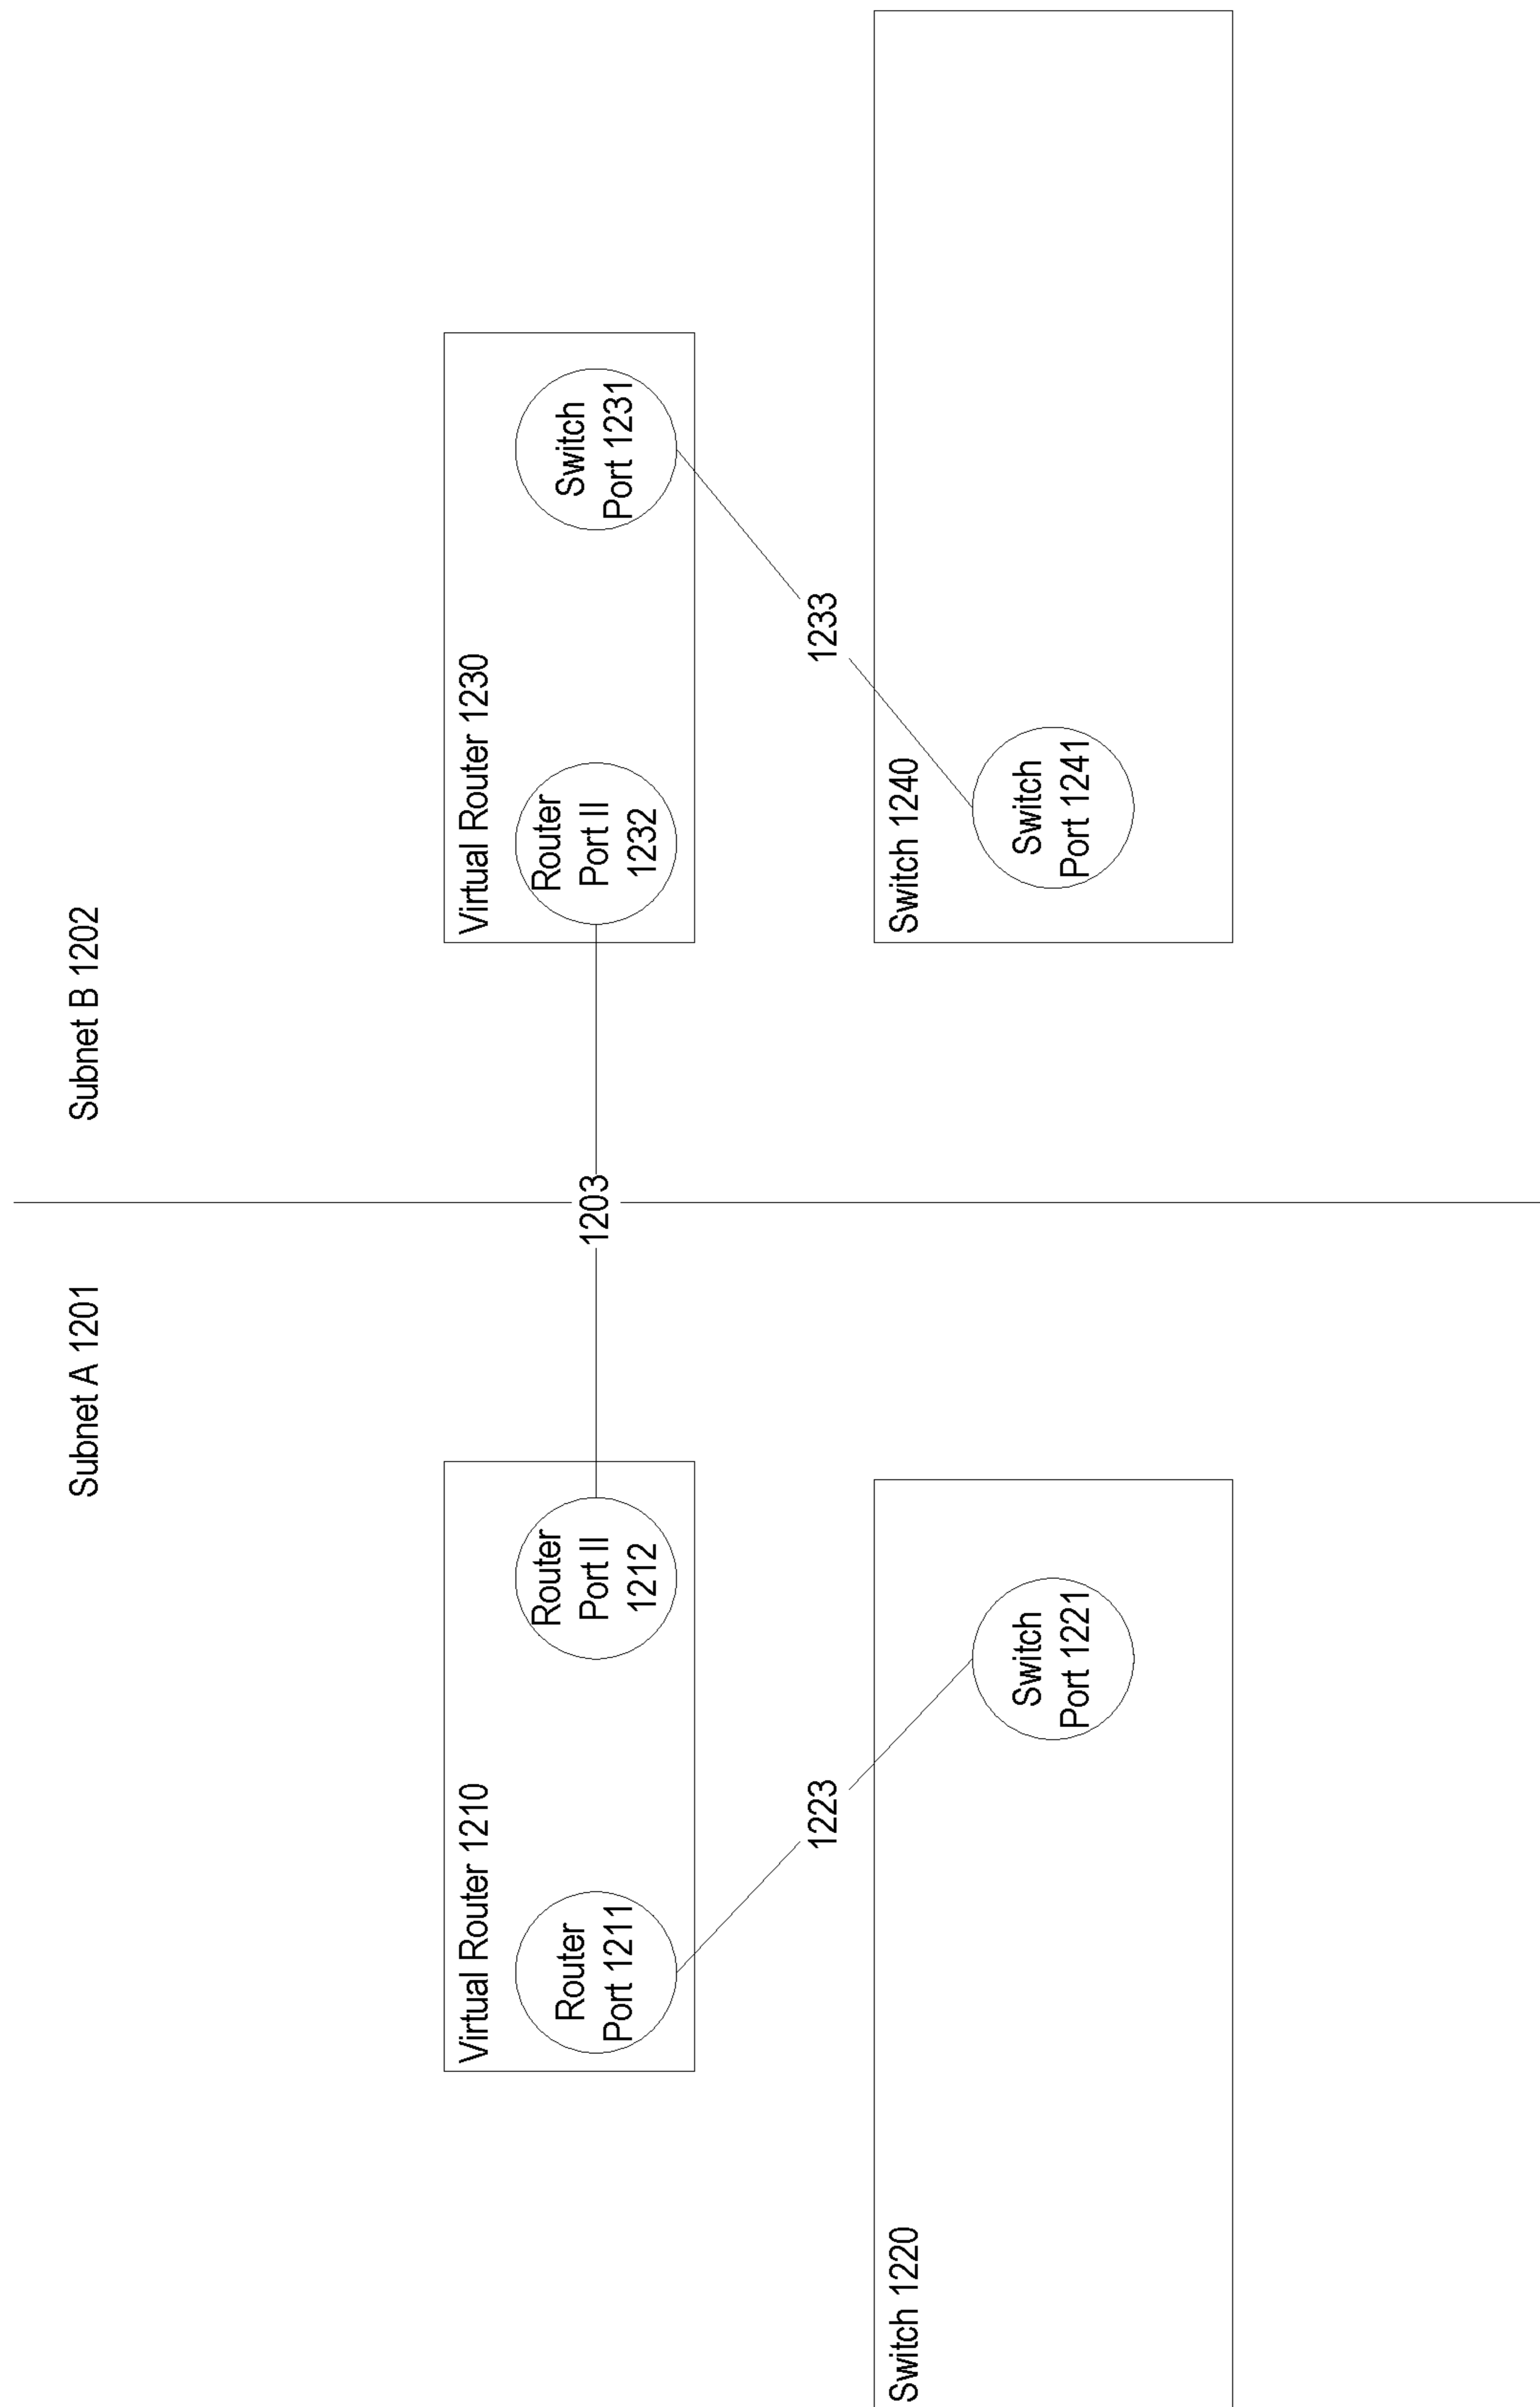 Subnet A 1201
Subnet B 1202
Virtual Router 1210
Router
Port 1211
Router
Port II
1212
1203
Virtual Router 1230
Router
Port II
1232
Switch
Port 1231
1223
1233
Switch 1220
Switch
Port 1221
Switch 1240
Switch
Port 1241